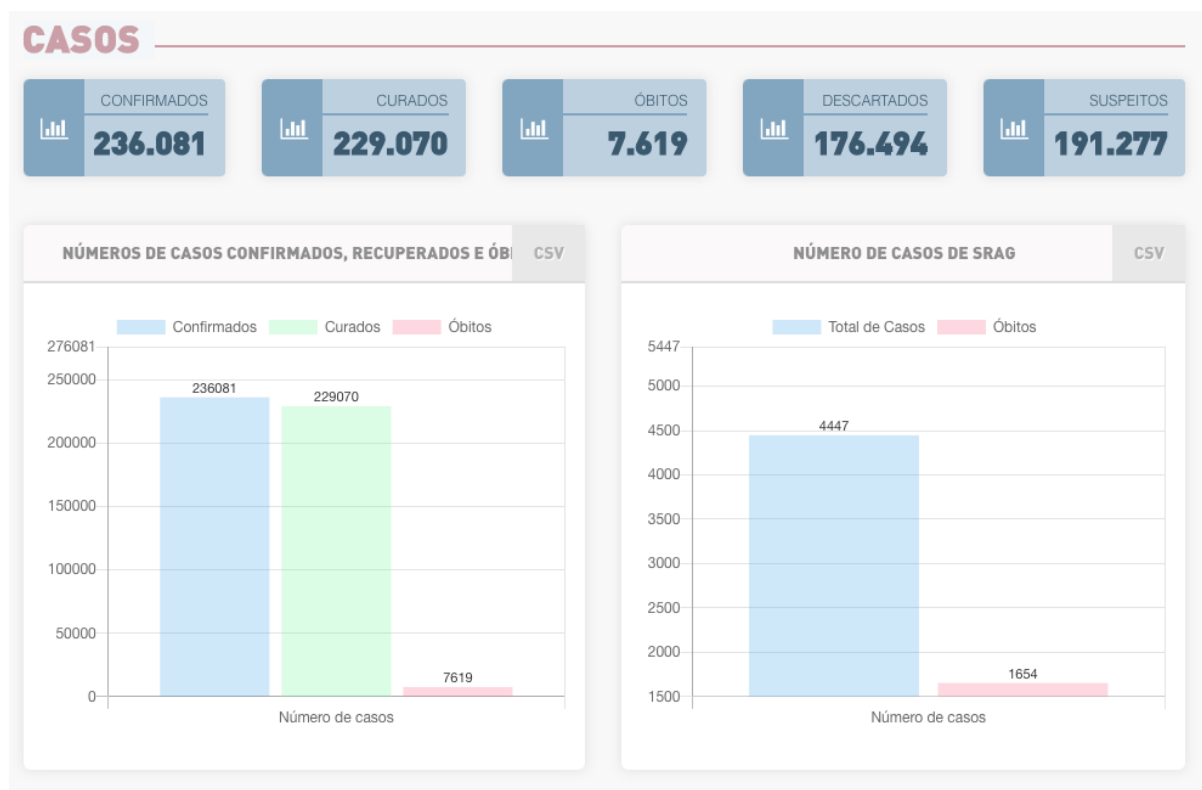 CASOS
CONFIRMADOS
236.081
CURADOS
229.070
ÓBITOS
7.619
DESCARTADOS
176.494
SUSPEITOS
191.277
NÚMEROS DE CASOS CONFIRMADOS, RECUPERADOS E ÓBI
CSV
Confirmados Curados Óbitos
276081
250000
200000
150000
100000
50000
0
236081
229070
7619
Número de casos
NÚMERO DE CASOS DE SRAG
CSV
Total de Casos Óbitos
5447
5000
4500
4000
3500
3000
2500
2000
1500
4447
1654
Número de casos